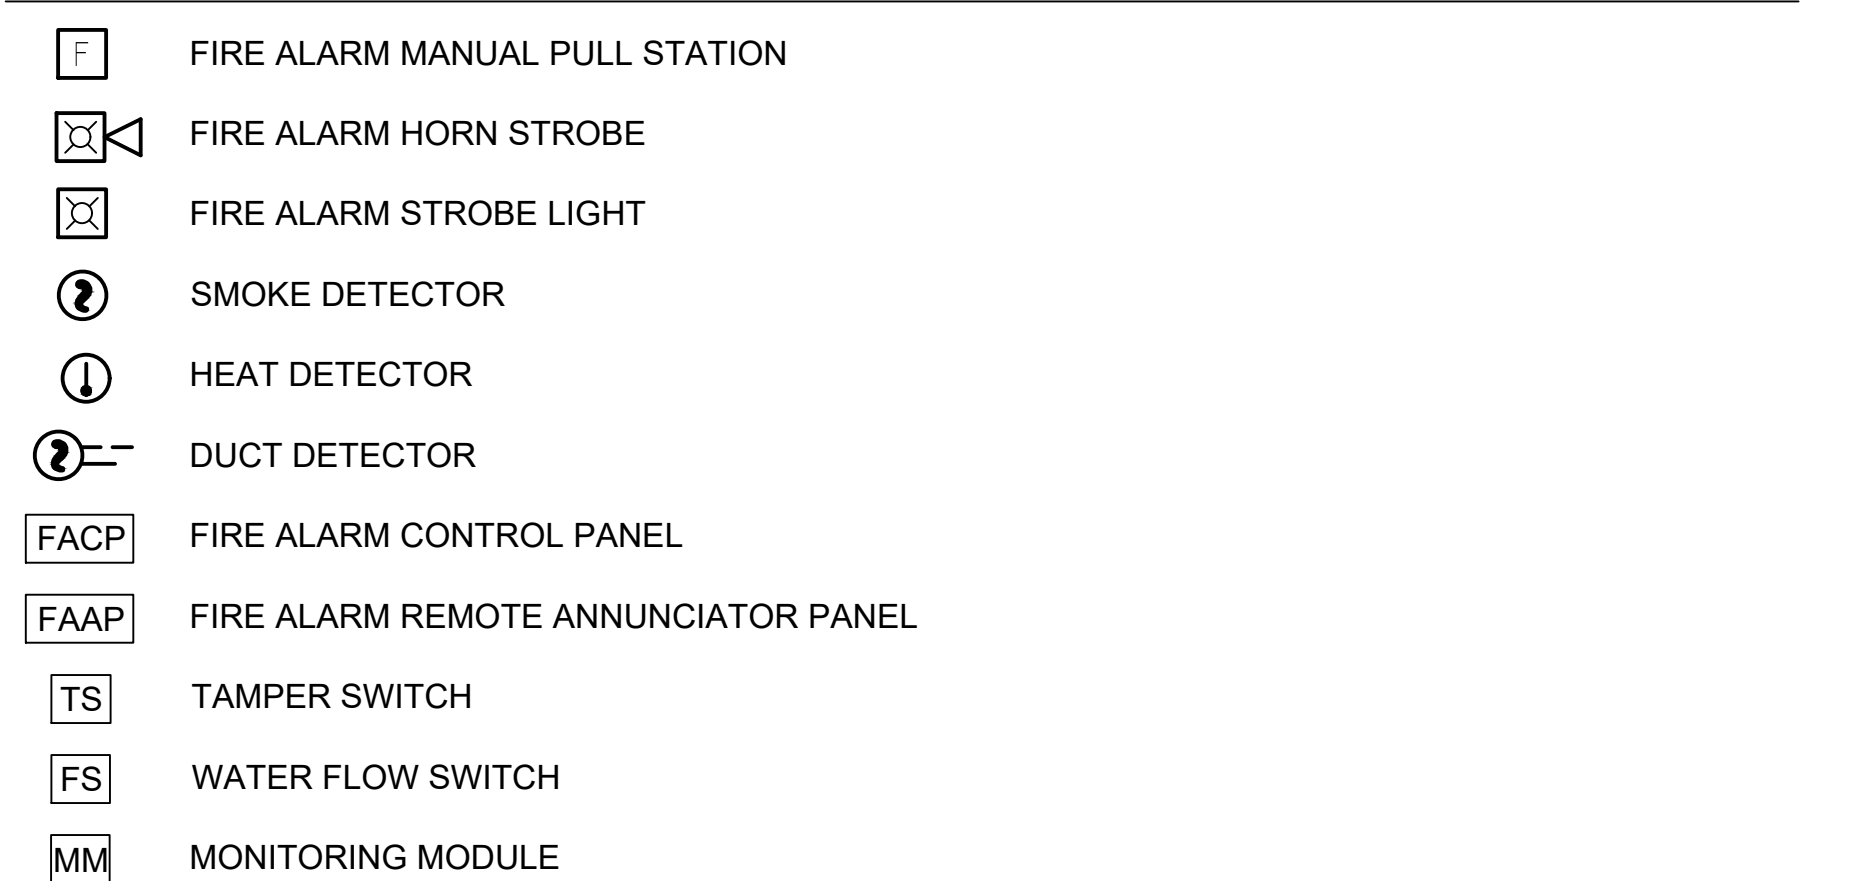 F FIRE ALARM MANUAL PULL STATION
FIRE ALARM HORN STROBE
FIRE ALARM STROBE LIGHT
SMOKE DETECTOR
HEAT DETECTOR
DUCT DETECTOR
FACP FIRE ALARM CONTROL PANEL
FAAP FIRE ALARM REMOTE ANNUNCIATOR PANEL
TS TAMPER SWITCH
FS WATER FLOW SWITCH
MM MONITORING MODULE